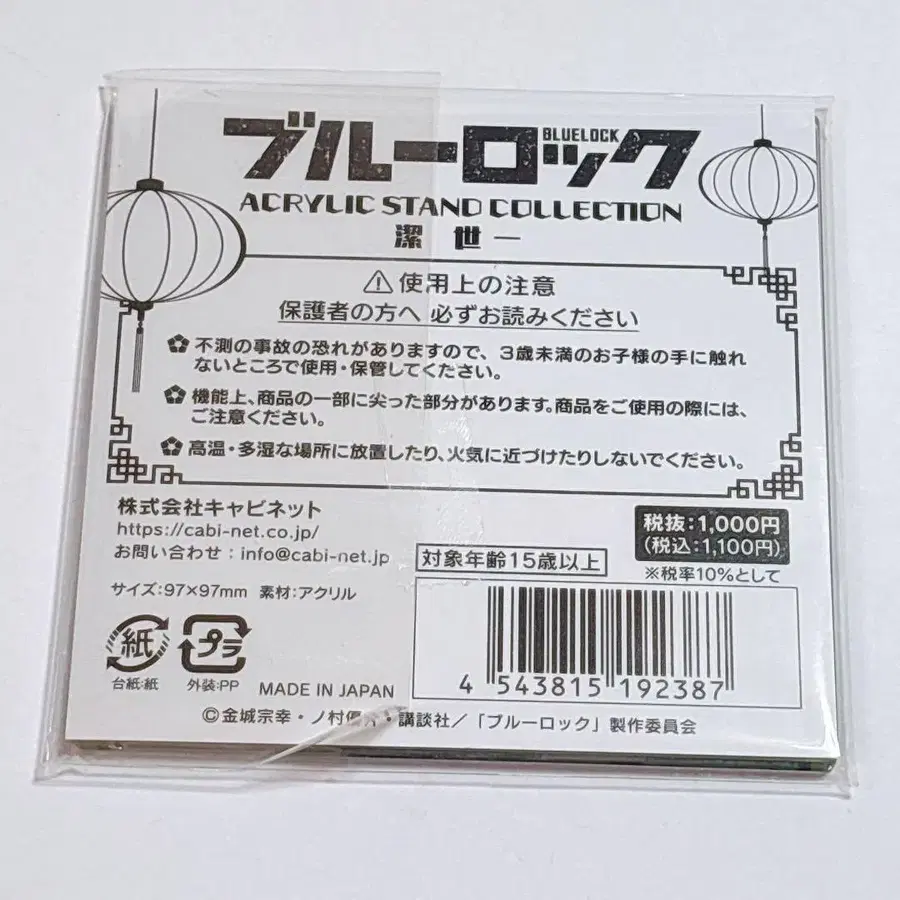 ブルーロック
BLUELOCK
ACRYLIC STAND COLLECTION
潔 世一
⚠使用上の注意
保護者の方へ 必ずお読みください
不測の事故の恐れがありますので、3歳未満のお子様の手に触れ
ないところで使用・保管してください。
機能上、商品の一部に尖った部分があります。商品をご使用の際には、
ご注意ください。
高温・多湿な場所に放置したり、火気に近づけたりしないでください。
株式会社キャビネット
https://cabi-net.co.jp/
お問い合わせ：info@cabi-net.jp
対象年齢15歳以上
税抜：1,000円
(税込：1,100円)
※税率10%として
サイズ：97×97mm 素材：アクリル
紙
プラ
台紙:紙
外装:PP
MADE IN JAPAN
4 543815 192387
©金城宗幸・ノ村優介・講談社／「ブルーロック」製作委員会